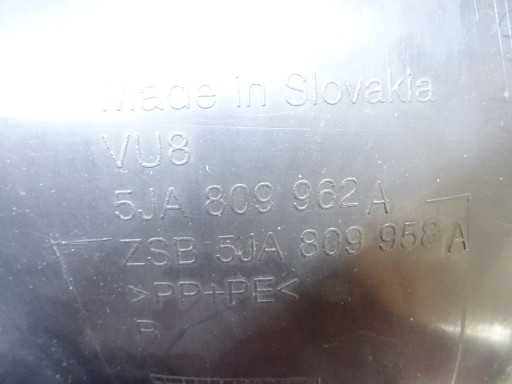 Made in Slovakia
VU8
5JA 809 962 A
ZSB 5JA 809 958 A
>PP+PE<
R